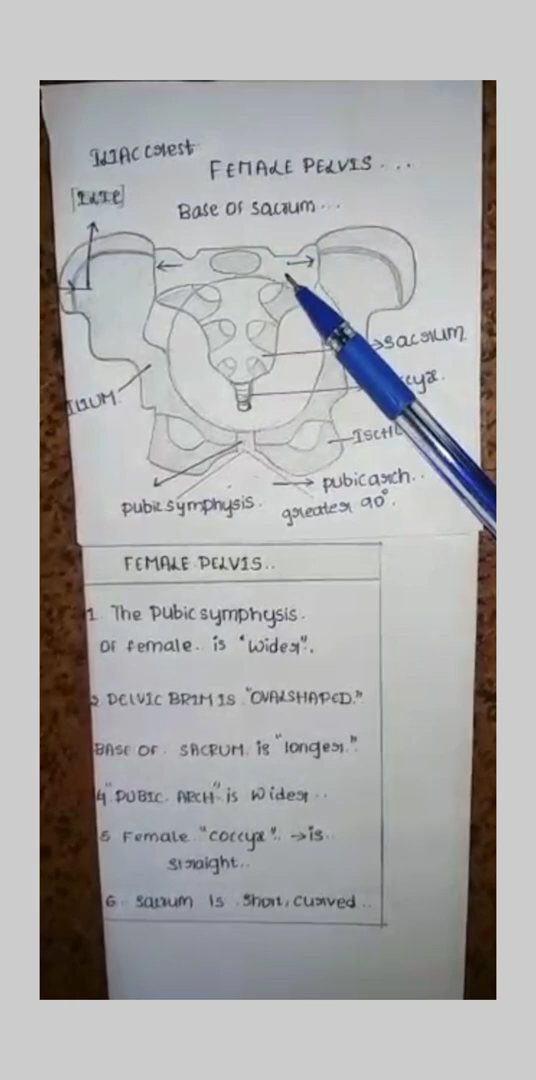 ILIAC crest
FEMALE PELVIS...
Base of sacrum...
sacrum.
ILIUM.
pubic symphysis.
pubic arch..
greater 90°.
FEMALE PELVIS..
1 The Pubic symphysis.
OF female. is "wider".
2 PELVIC BRIM IS "OVALSHAPED."
BASE OF SACRUM. is "longer."
4 "PUBIC ARCH" is wider..
5 Female "coccyx".. →is..
straight..
6. Sacrum is short, curved..